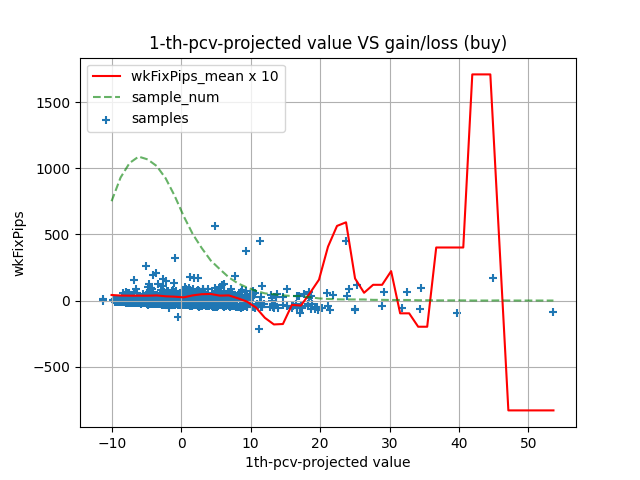 1-th-pcv-projected value VS gain/loss (buy)
wkFixPips_mean x 10
sample_num
samples
wkFixPips
1500
1000
500
0
−500
−10 0 10 20 30 40 50
1th-pcv-projected value